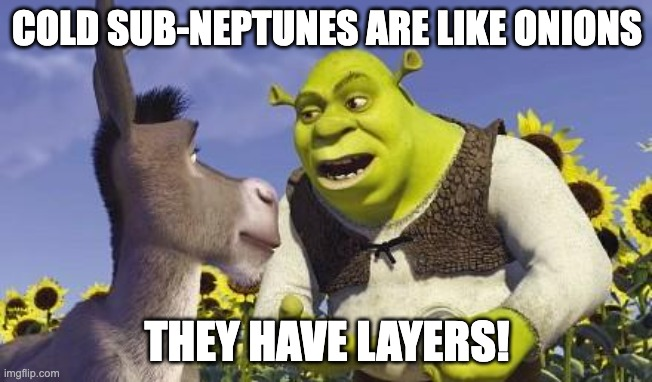 COLD SUB-NEPTUNES ARE LIKE ONIONS
THEY HAVE LAYERS!
imgflip.com